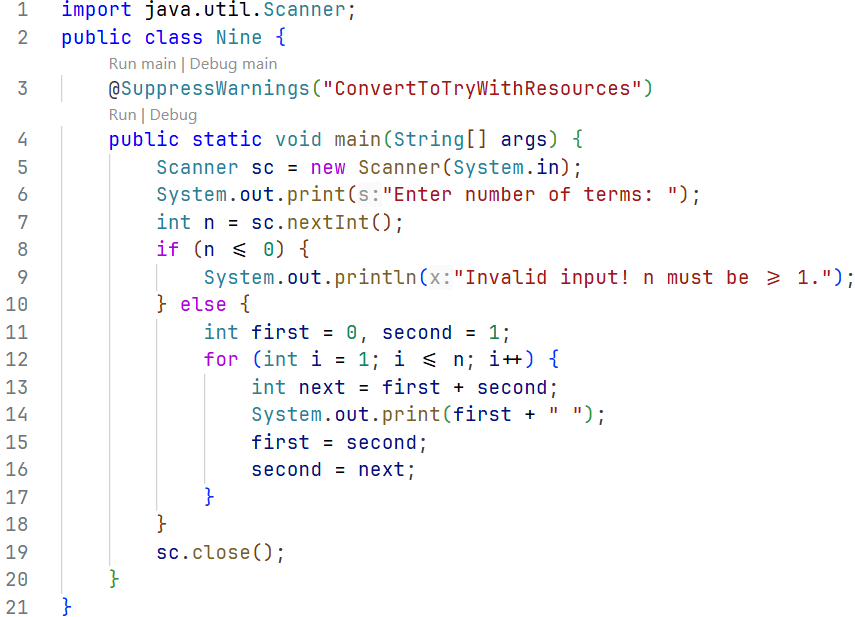 1 import java.util.Scanner;
2 public class Nine {
Run main | Debug main
3 @SuppressWarnings("ConvertToTryWithResources")
Run | Debug
4 public static void main(String[] args) {
5 Scanner sc = new Scanner(System.in);
6 System.out.print(s:"Enter number of terms: ");
7 int n = sc.nextInt();
8 if (n <= 0) {
9 System.out.println(x:"Invalid input! n must be >= 1.");
10 } else {
11 int first = 0, second = 1;
12 for (int i = 1; i <= n; i++) {
13 int next = first + second;
14 System.out.print(first + " ");
15 first = second;
16 second = next;
17 }
18 }
19 sc.close();
20 }
21 }